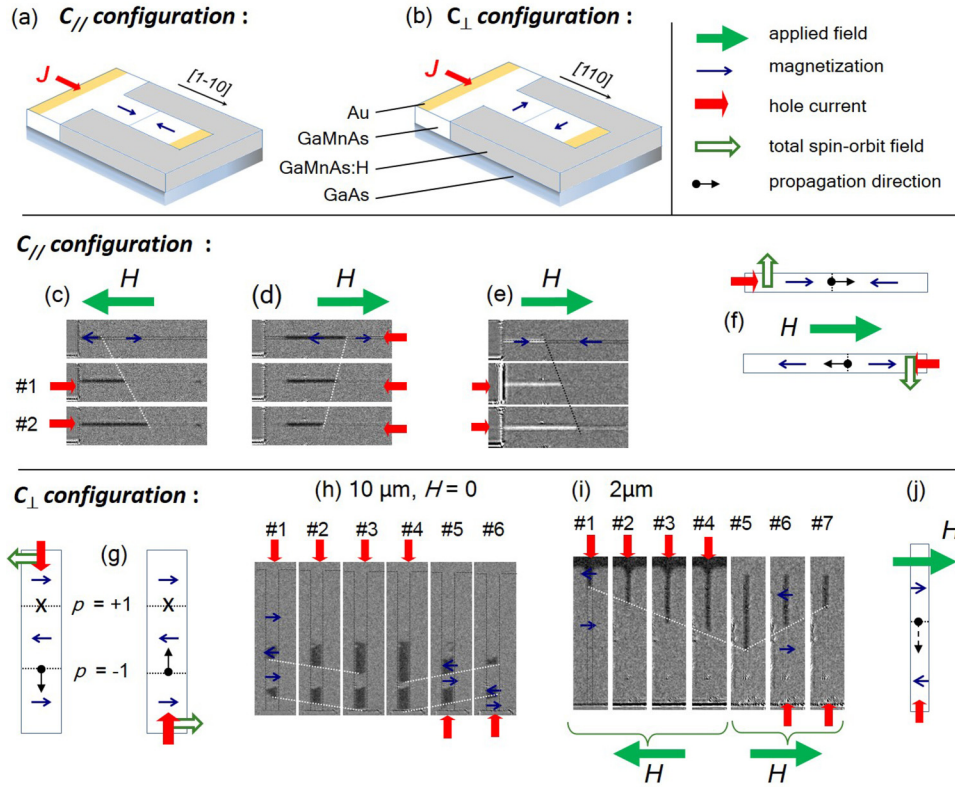 (a) C// configuration :
J
[1-10]
(b) C⊥ configuration :
J
[110]
Au
GaMnAs
GaMnAs:H
GaAs
applied field
magnetization
hole current
total spin-orbit field
propagation direction
C// configuration :
(c) H
(d) H
(e) H
#1
#2
(f) H
C⊥ configuration :
(g)
p = +1
p = -1
(h) 10 µm, H = 0
#1 #2 #3 #4 #5 #6
(i) 2µm
#1 #2 #3 #4 #5 #6 #7
H H
(j) H
X X